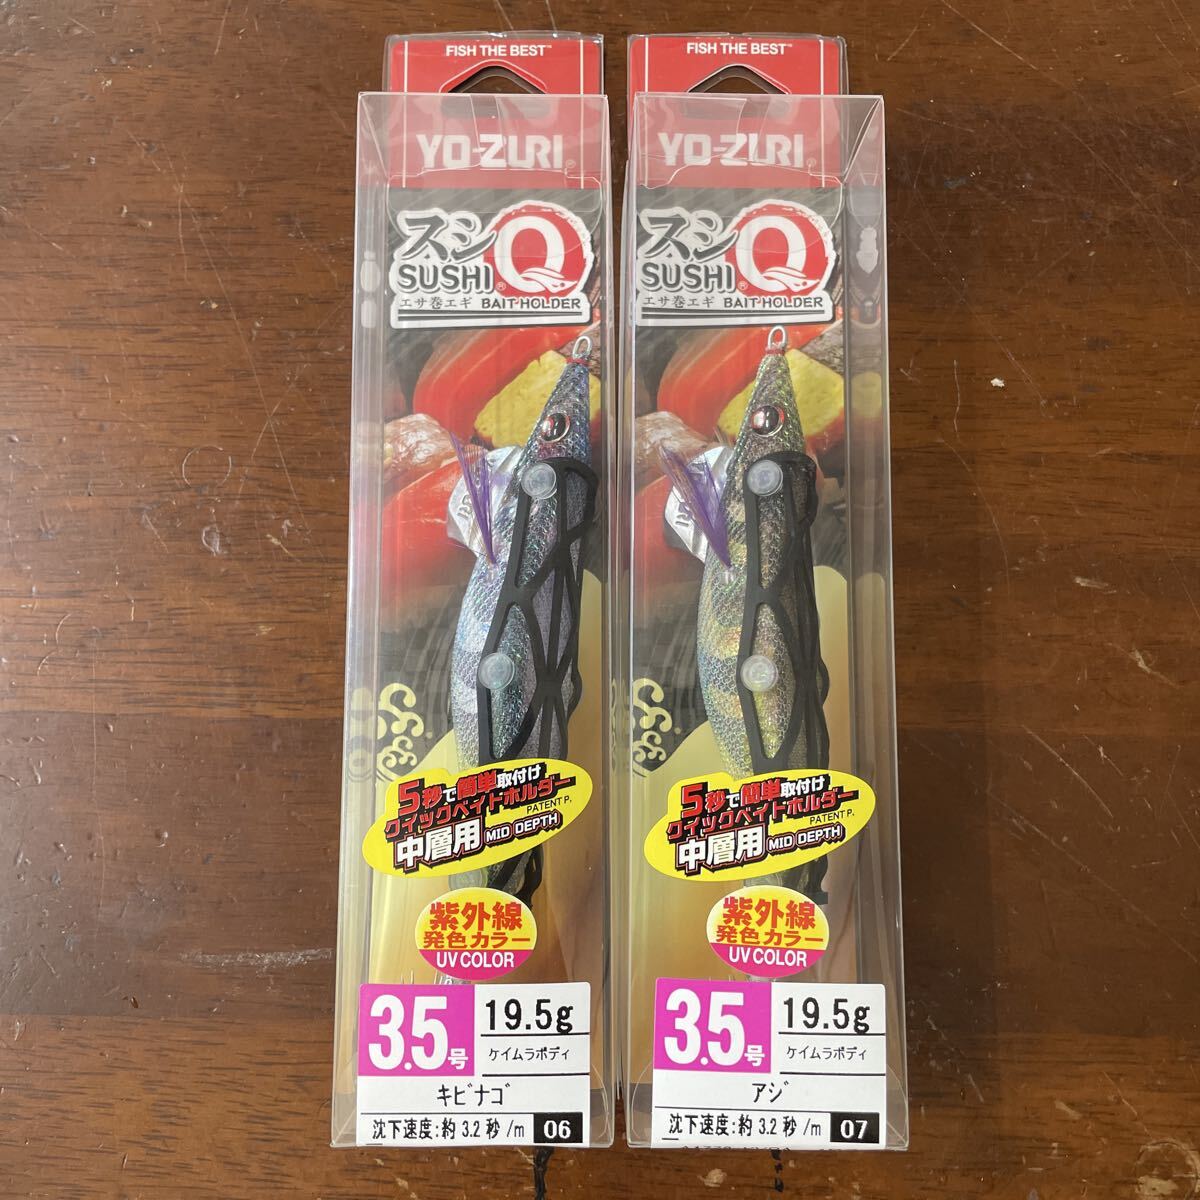 FISH THE BEST™
YO-ZURI®
スシQ
SUSHI®
エサ巻エギ BAIT HOLDER
5秒で簡単取付け
クイックベイトホルダー
PATENT P.
中層用 MID DEPTH
紫外線
発色カラー
UV COLOR
3.5号
19.5g
ケイムラボディ
キビナゴ
沈下速度:約3.2秒/m 06
FISH THE BEST™
YO-ZURI®
スシQ
SUSHI®
エサ巻エギ BAIT HOLDER
5秒で簡単取付け
クイックベイトホルダー
PATENT P.
中層用 MID DEPTH
紫外線
発色カラー
UV COLOR
3.5号
19.5g
ケイムラボディ
アジ
沈下速度:約3.2秒/m 07